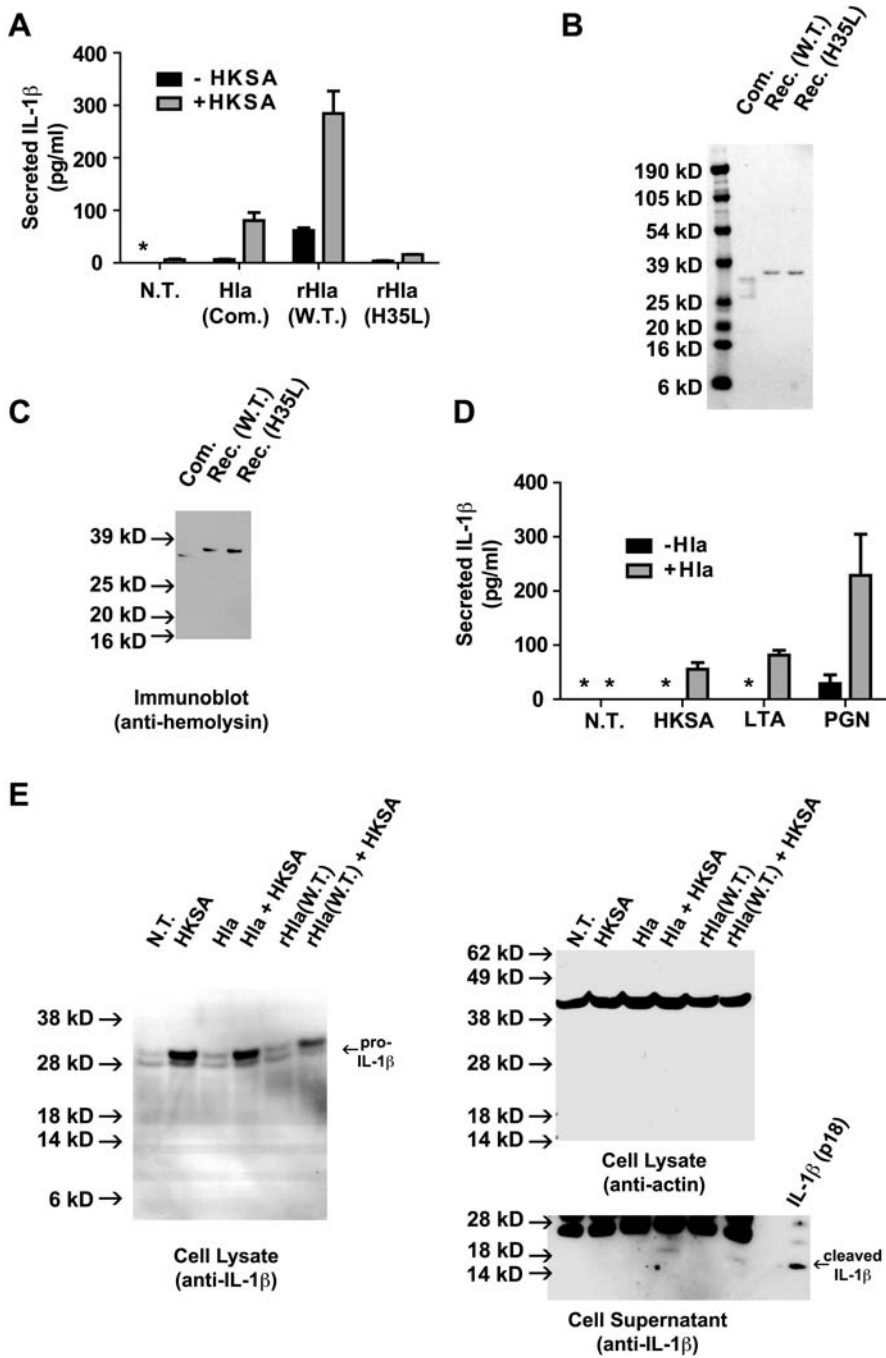 A
Secreted IL-1β
(pg/ml)
400
300
200
100
0
- HKSA
+HKSA
*
N.T.
Hla
(Com.)
rHla
(W.T.)
rHla
(H35L)
B
Com.
Rec. (W.T.)
Rec. (H35L)
190 kD
105 kD
54 kD
39 kD
25 kD
20 kD
16 kD
6 kD
C
Com.
Rec. (W.T.)
Rec. (H35L)
39 kD →
25 kD →
20 kD →
16 kD →
Immunoblot
(anti-hemolysin)
D
Secreted IL-1β
(pg/ml)
400
300
200
100
0
-Hla
+Hla
* * * *
N.T.
HKSA
LTA
PGN
E
N.T.
HKSA
Hla
Hla + HKSA
rHla(W.T.)
rHla(W.T.) + HKSA
38 kD →
28 kD →
18 kD →
14 kD →
6 kD →
←pro-
IL-1β
Cell Lysate
(anti-IL-1β)
N.T.
HKSA
Hla
Hla + HKSA
rHla(W.T.)
rHla(W.T.) + HKSA
62 kD →
49 kD →
38 kD →
28 kD →
18 kD →
14 kD →
Cell Lysate
(anti-actin)
IL-1β (p18)
28 kD →
18 kD →
14 kD →
←cleaved
IL-1β
Cell Supernatant
(anti-IL-1β)